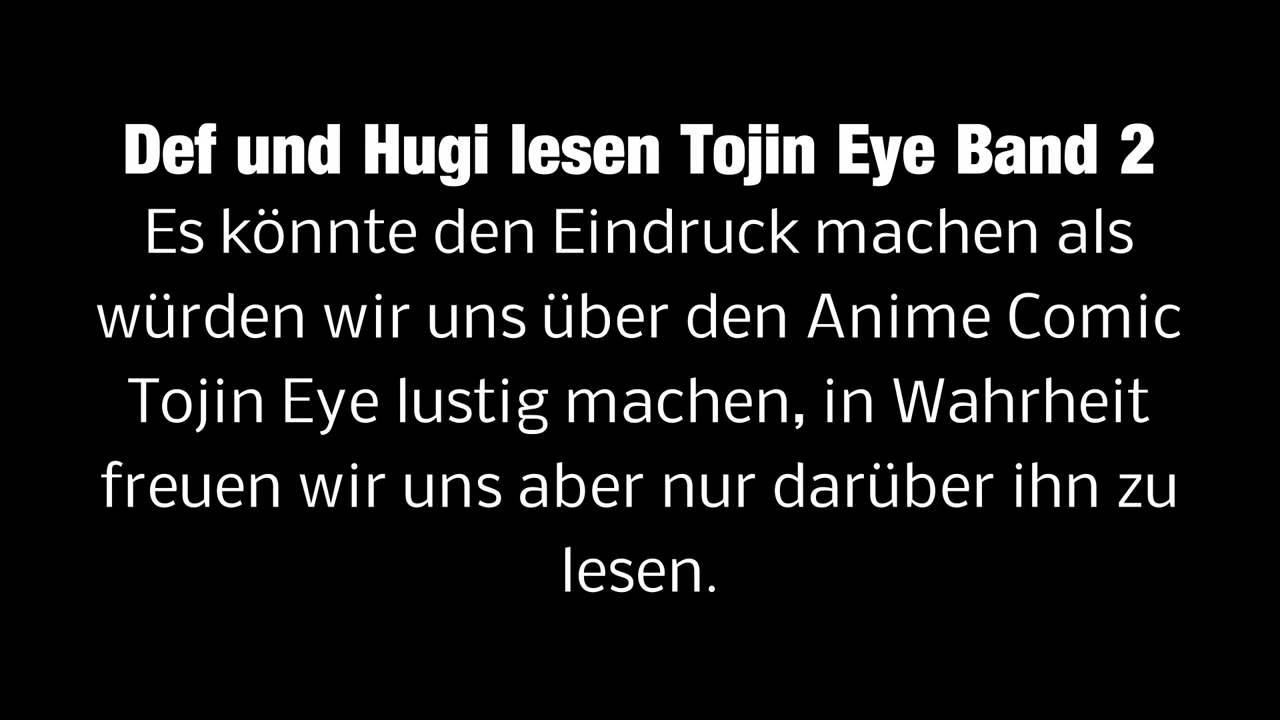 Def und Hugi lesen Tojin Eye Band 2
Es könnte den Eindruck machen als
würden wir uns über den Anime Comic
Tojin Eye lustig machen, in Wahrheit
freuen wir uns aber nur darüber ihn zu
lesen.